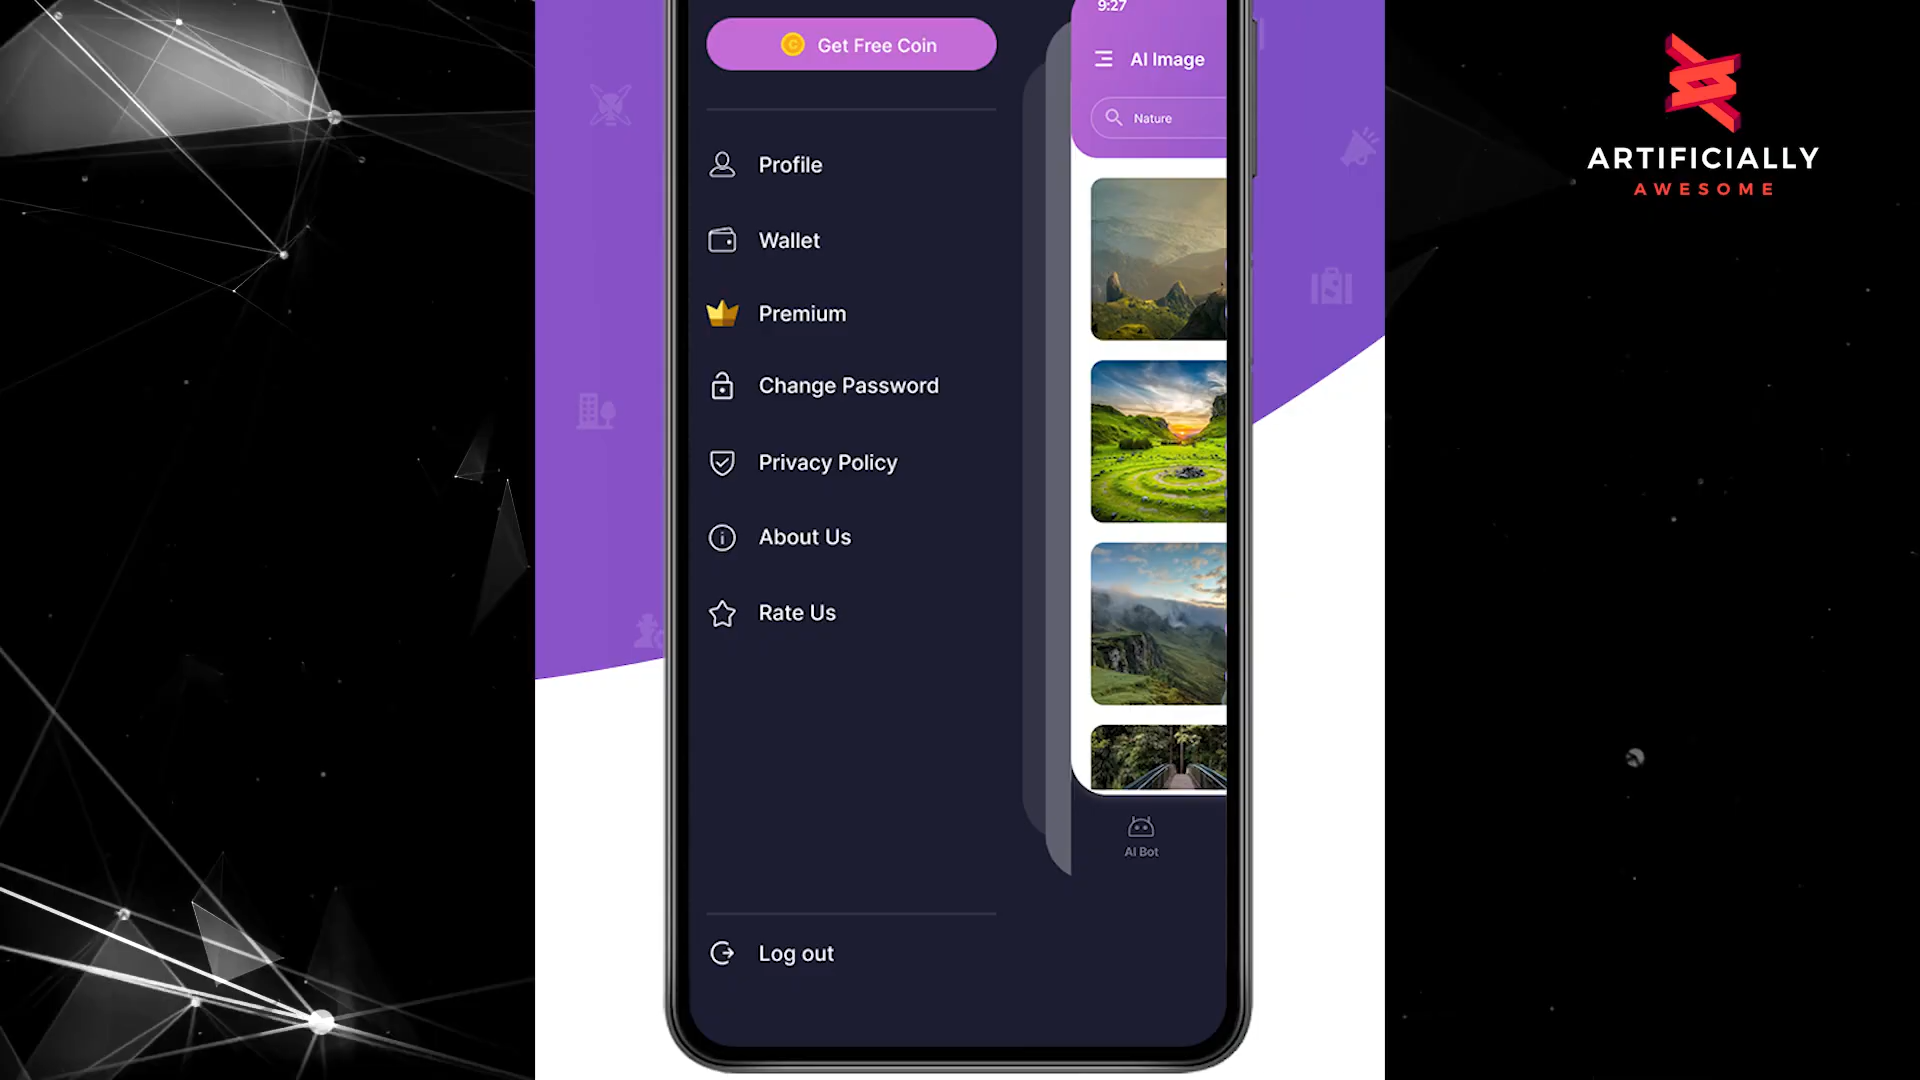 9:27
Get Free Coin
AI Image
Nature
Profile
Wallet
Premium
Change Password
Privacy Policy
About Us
Rate Us
AI Bot
Log out
ARTIFICIALLY
AWESOME